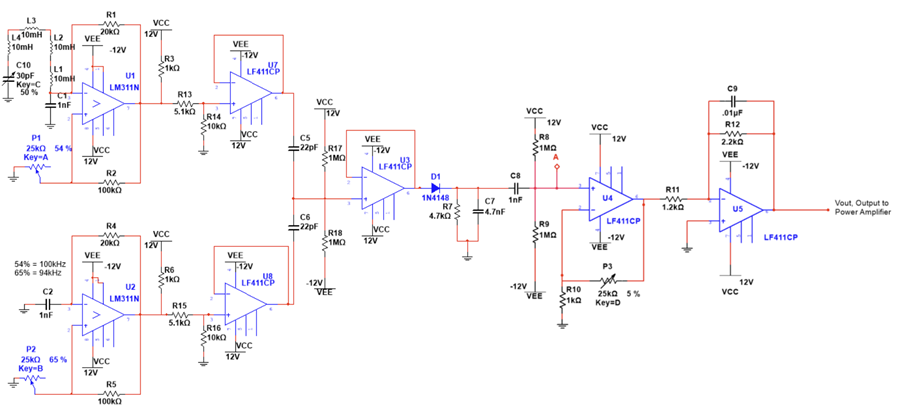 L3
10mH
L4
10mH
L2
10mH
C10
30pF
Key=C
50 %
L1
10mH
C1
1nF
R1
20kΩ
VEE
-12V
U1
LM311N
VCC
12V
P1
25kΩ
Key=A
54 %
R2
100kΩ
VCC
12V
R3
1kΩ
R13
5.1kΩ
R14
10kΩ
VEE
-12V
U7
LF411CP
VCC
12V
R4
20kΩ
54% = 100kHz
65% = 94kHz
C2
1nF
VEE
-12V
U2
LM311N
VCC
12V
P2
25kΩ
Key=B
65 %
R5
100kΩ
VCC
12V
R6
1kΩ
R15
5.1kΩ
R16
10kΩ
VEE
-12V
U8
LF411CP
VCC
12V
C5
22pF
C6
22pF
VCC
12V
R17
1MΩ
R18
1MΩ
-12V
VEE
VEE
-12V
U3
LF411CP
VCC
12V
D1
1N4148
R7
4.7kΩ
C7
4.7nF
C8
1nF
VCC
12V
R8
1MΩ
A
R9
1MΩ
-12V
VEE
VCC
12V
U4
LF411CP
-12V
VEE
R10
1kΩ
P3
25kΩ
Key=D
5 %
R11
1.2kΩ
C9
.01µF
R12
2.2kΩ
VEE
-12V
U5
LF411CP
12V
VCC
Vout, Output to
Power Amplifier